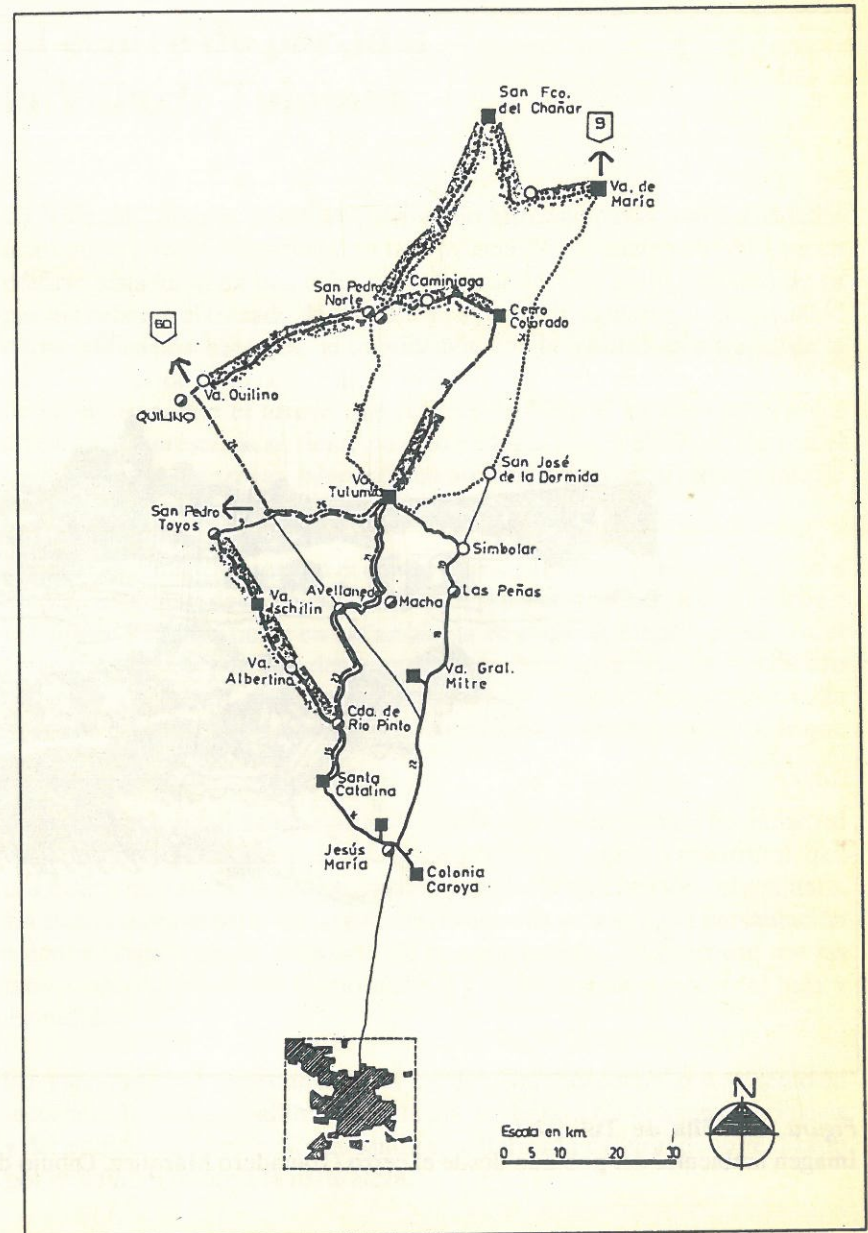 San Fco.
del Chañar
9
Va. de
María
San Pedro
Norte
Caminiaga
Cerro
Colorado
60
Va. Quilino
QUILINO
San José
de la Dormida
Va.
Tulumba
San Pedro
Toyos
Simbolar
Avellaneda
Macha
Las Peñas
Va.
Ischilin
Va.
Albertina
Va. Gral.
Mitre
Cda. de
Rio Pinto
22
Santa
Catalina
Jesús
María
Colonia
Caroya
N
Escala en km.
0 5 10 20 30